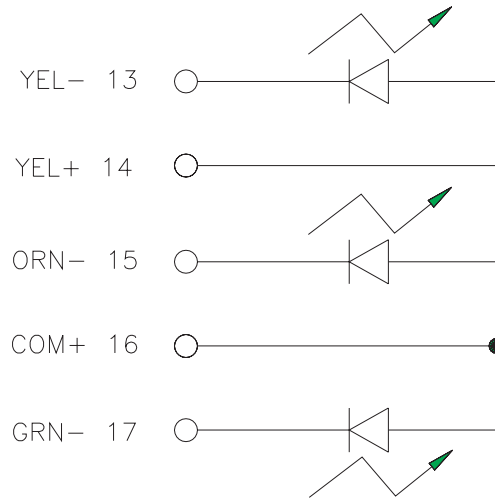 YEL- 13
YEL+ 14
ORN- 15
COM+ 16
GRN- 17